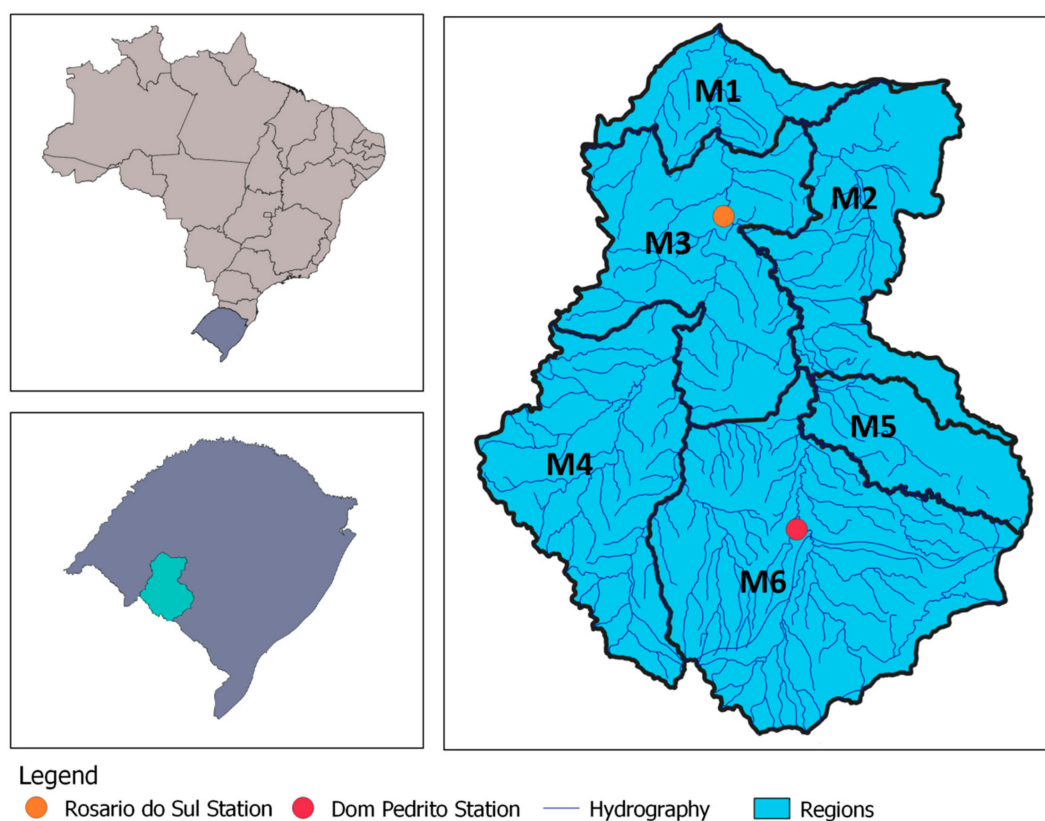 M1
M2
M3
M5
M4
M6
Legend
Rosario do Sul Station Dom Pedrito Station Hydrography Regions